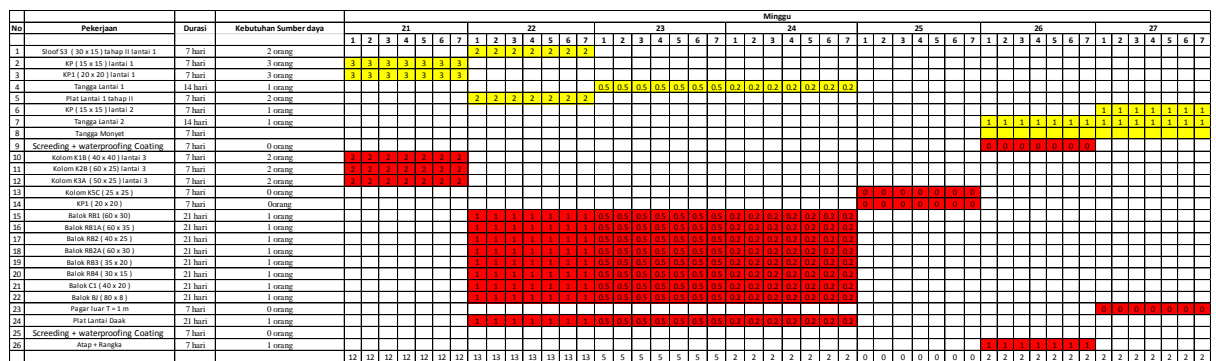 Minggu
No Pekerjaan Durasi Kebutuhan Sumber daya 21 22 23 24 25 26 27
1 2 3 4 5 6 7 1 2 3 4 5 6 7 1 2 3 4 5 6 7 1 2 3 4 5 6 7 1 2 3 4 5 6 7 1 2 3 4 5 6 7 1 2 3 4 5 6 7
1 Sloof S3 ( 30 x 15 ) tahap II lantai 1 7 hari 2 orang 2 2 2 2 2 2 2
2 KP ( 15 x 15 ) lantai 1 7 hari 3 orang 3 3 3 3 3 3 3
3 KP1 ( 20 x 20 ) lantai 1 7 hari 3 orang 3 3 3 3 3 3 3
4 Tangga Lantai 1 14 hari 1 orang 0.5 0.5 0.5 0.5 0.5 0.5 0.5 0.2 0.2 0.2 0.2 0.2 0.2 0.2
5 Plat Lantai 1 tahap II 7 hari 2 orang 2 2 2 2 2 2 2
6 KP ( 15 x 15 ) lantai 2 7 hari 1 orang 1 1 1 1 1 1 1
7 Tangga Lantai 2 14 hari 1 orang 1 1 1 1 1 1 1 1 1 1 1 1 1 1
8 Tangga Monyet 7 hari
9 Screeding + waterproofing Coating 7 hari 0 orang 0 0 0 0 0 0 0
10 Kolom K1B ( 40 x 40 ) lantai 3 7 hari 2 orang 2 2 2 2 2 2 2
11 Kolom K2B ( 60 x 25) lantai 3 7 hari 2 orang 2 2 2 2 2 2 2
12 Kolom K3A ( 50 x 25 ) lantai 3 7 hari 2 orang 2 2 2 2 2 2 2
13 Kolom K5C ( 25 x 25 ) 7 hari 0 orang 0 0 0 0 0 0 0
14 KP1 ( 20 x 20 ) 7 hari 0orang 0 0 0 0 0 0 0
15 Balok RB1 (60 x 30) 21 hari 1 orang 1 1 1 1 1 1 1 0.5 0.5 0.5 0.5 0.5 0.5 0.5 0.2 0.2 0.2 0.2 0.2 0.2 0.2
16 Balok RB1A ( 60 x 35 ) 21 hari 1 orang 1 1 1 1 1 1 1 0.5 0.5 0.5 0.5 0.5 0.5 0.5 0.2 0.2 0.2 0.2 0.2 0.2 0.2
17 Balok RB2 ( 40 x 25 ) 21 hari 1 orang 1 1 1 1 1 1 1 0.5 0.5 0.5 0.5 0.5 0.5 0.5 0.2 0.2 0.2 0.2 0.2 0.2 0.2
18 Balok RB2A ( 60 x 30 ) 21 hari 1 orang 1 1 1 1 1 1 1 0.5 0.5 0.5 0.5 0.5 0.5 0.5 0.2 0.2 0.2 0.2 0.2 0.2 0.2
19 Balok RB3 ( 35 x 20 ) 21 hari 1 orang 1 1 1 1 1 1 1 0.5 0.5 0.5 0.5 0.5 0.5 0.5 0.2 0.2 0.2 0.2 0.2 0.2 0.2
20 Balok RB4 ( 30 x 15 ) 21 hari 1 orang 1 1 1 1 1 1 1 0.5 0.5 0.5 0.5 0.5 0.5 0.5 0.2 0.2 0.2 0.2 0.2 0.2 0.2
21 Balok C1 ( 40 x 20 ) 21 hari 1 orang 1 1 1 1 1 1 1 0.5 0.5 0.5 0.5 0.5 0.5 0.5 0.2 0.2 0.2 0.2 0.2 0.2 0.2
22 Balok BJ ( 80 x 8 ) 21 hari 1 orang 1 1 1 1 1 1 1 0.5 0.5 0.5 0.5 0.5 0.5 0.5 0.2 0.2 0.2 0.2 0.2 0.2 0.2
23 Pagar luar T = 1 m 7 hari 0 orang 0 0 0 0 0 0 0
24 Plat Lantai Daak 21 hari 1 orang 1 1 1 1 1 1 1 0.5 0.5 0.5 0.5 0.5 0.5 0.5 0.2 0.2 0.2 0.2 0.2 0.2 0.2
25 Screeding + waterproofing Coating 7 hari 0 orang
26 Atap + Rangka 7 hari 1 orang 1 1 1 1 1 1 1
12 12 12 12 12 12 12 13 13 13 13 13 13 13 5 5 5 5 5 5 5 2 2 2 2 2 2 2 0 0 0 0 0 0 0 2 2 2 2 2 2 2 2 2 2 2 2 2 2